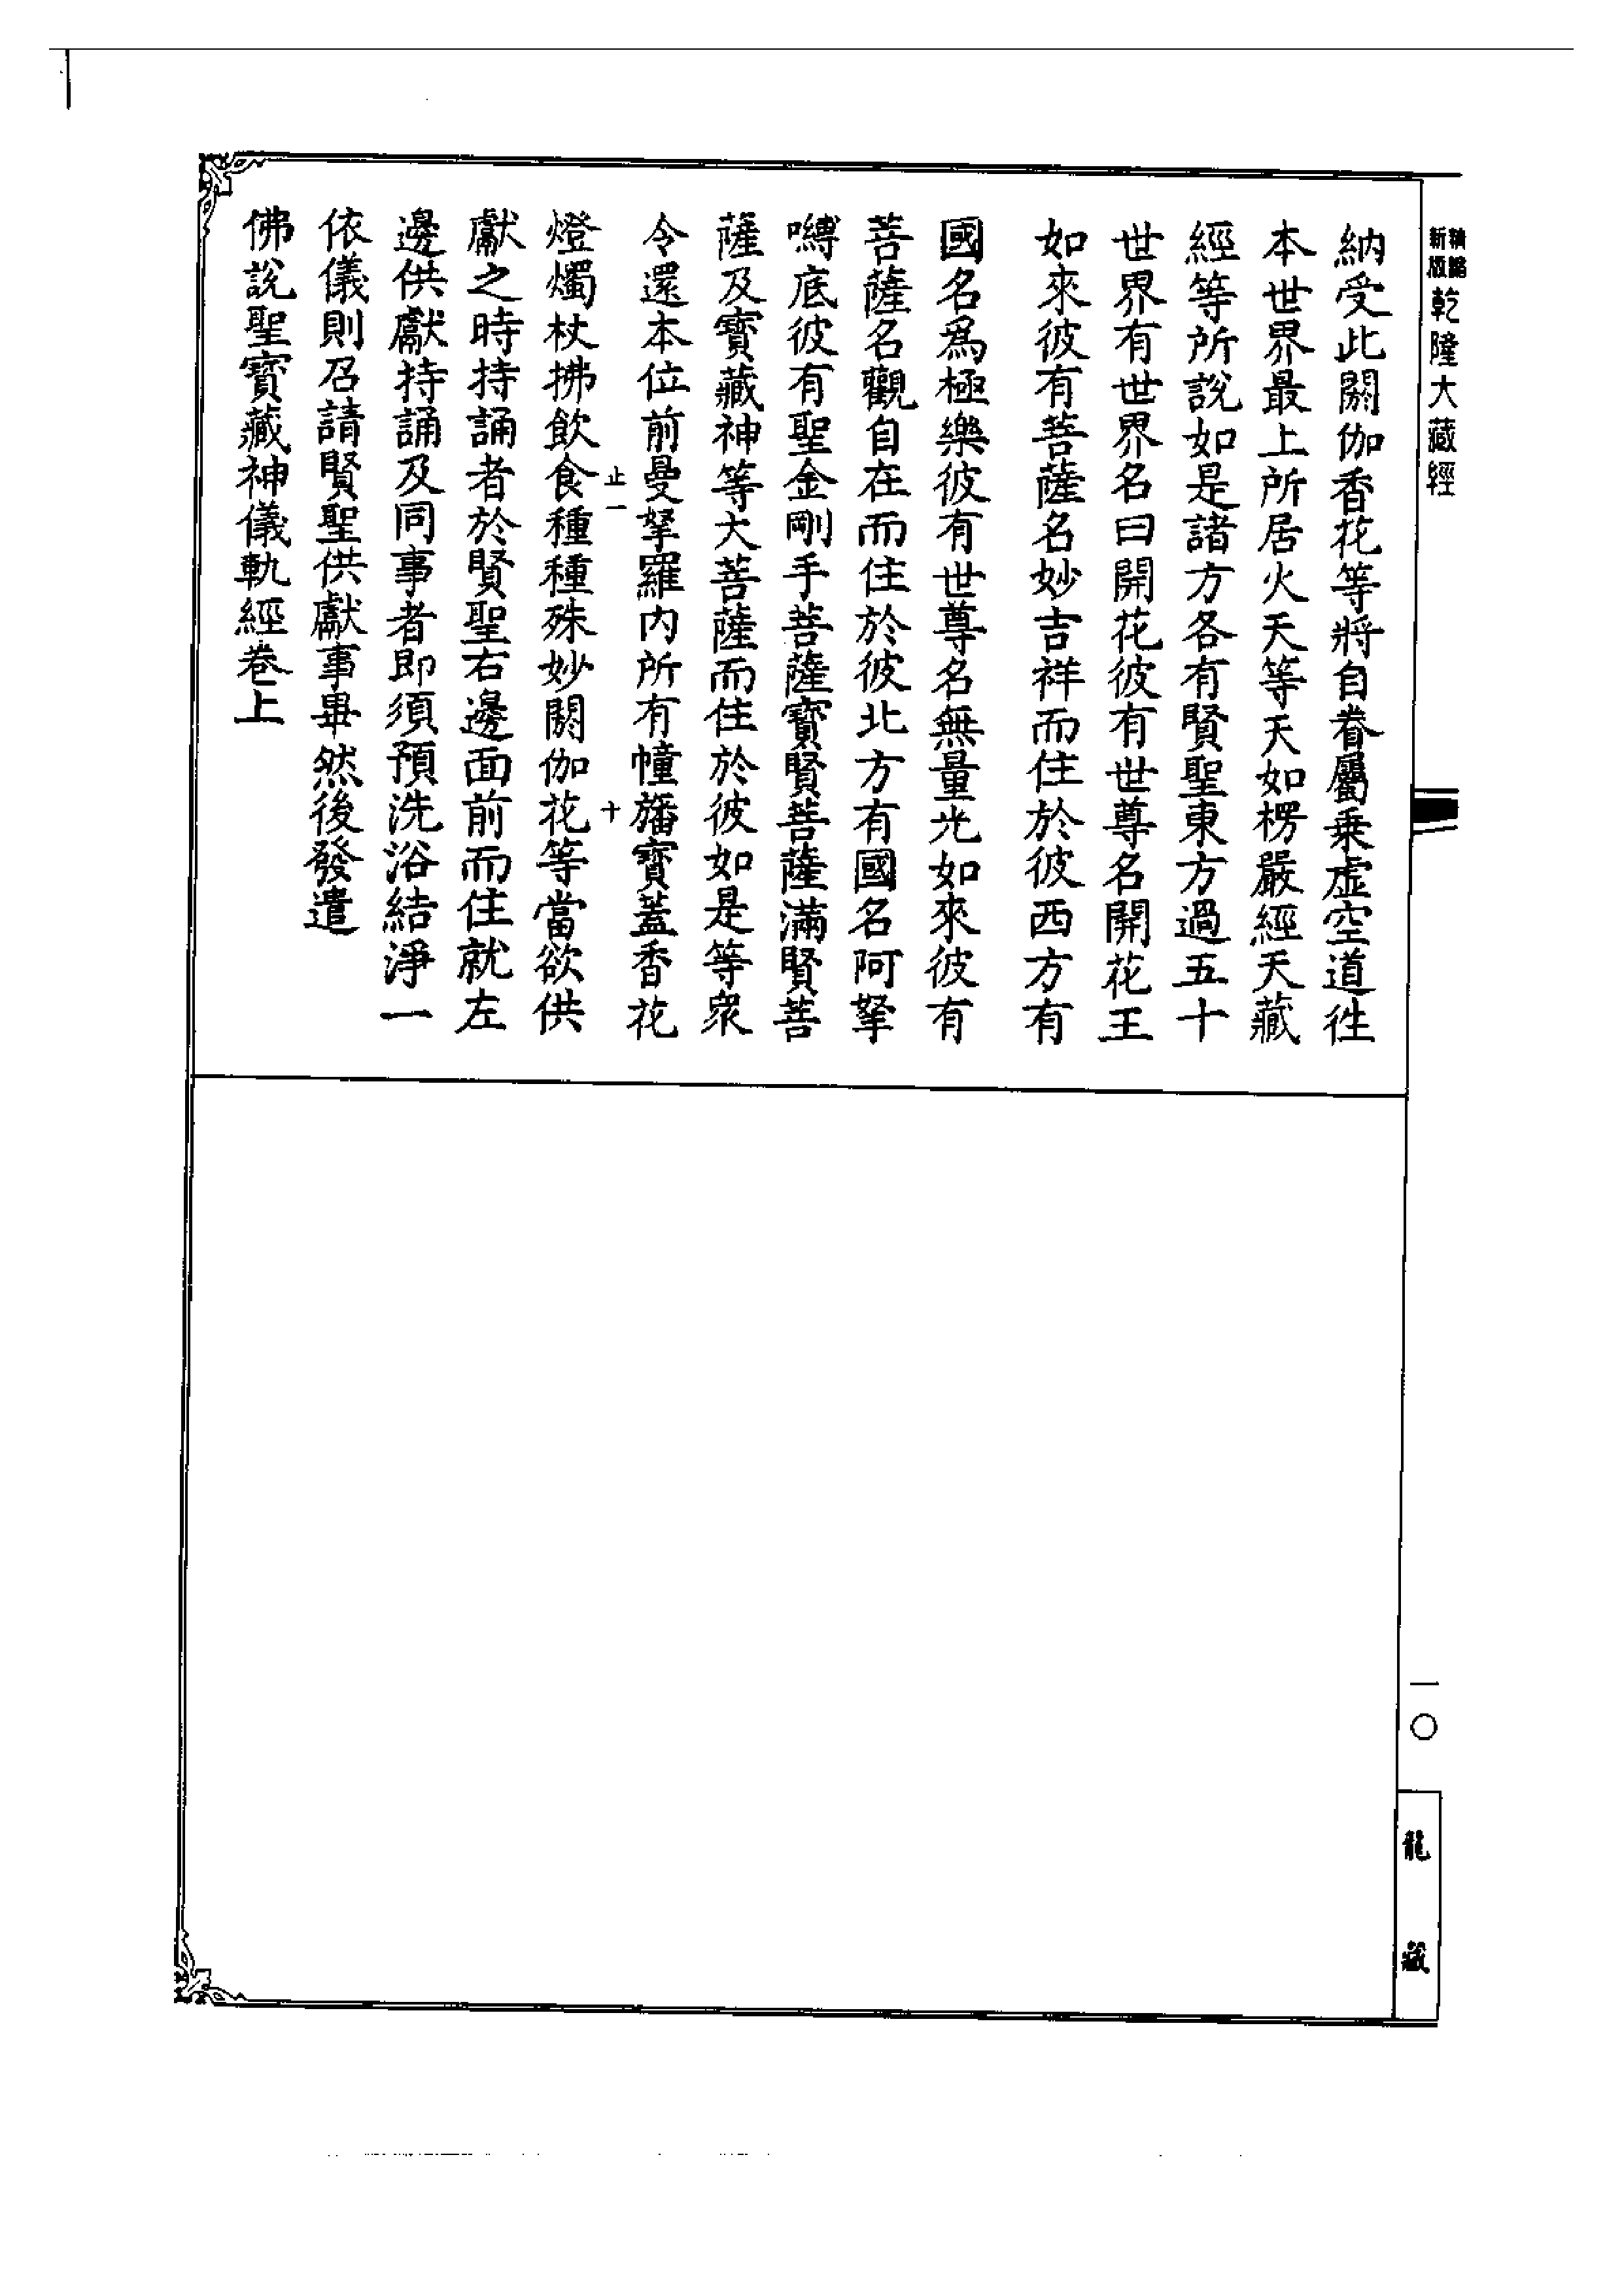 新版
乾隆大藏經
納受此閼伽香花等將自眷屬乗虛空道徃
本世界最上所居火天等天如楞嚴經天藏
經等所說如是諸方各有賢聖東方過五十
世界有世界名曰開花彼有世尊名開花王
如來彼有菩薩名妙吉祥而住於彼西方有
國名爲極樂彼有世尊名無量光如來彼有
菩薩名觀自在而住於彼北方有國名阿拏
嚩底彼有聖金剛手菩薩寶賢菩薩滿賢菩
薩及寶藏神等大菩薩而住於彼如是等衆
令還本位前曼拏羅內所有幢旛寶蓋香花
止一
十
燈燭杖拂飲食種種殊妙閼伽花等當欲供
獻之時持誦者於賢聖右邊面前而住就左
邊供獻持誦及同事者即須預洗浴結淨一
依儀則召請賢聖供獻事畢然後發遣
佛說聖寶藏神儀軌經卷上
一〇
龍藏